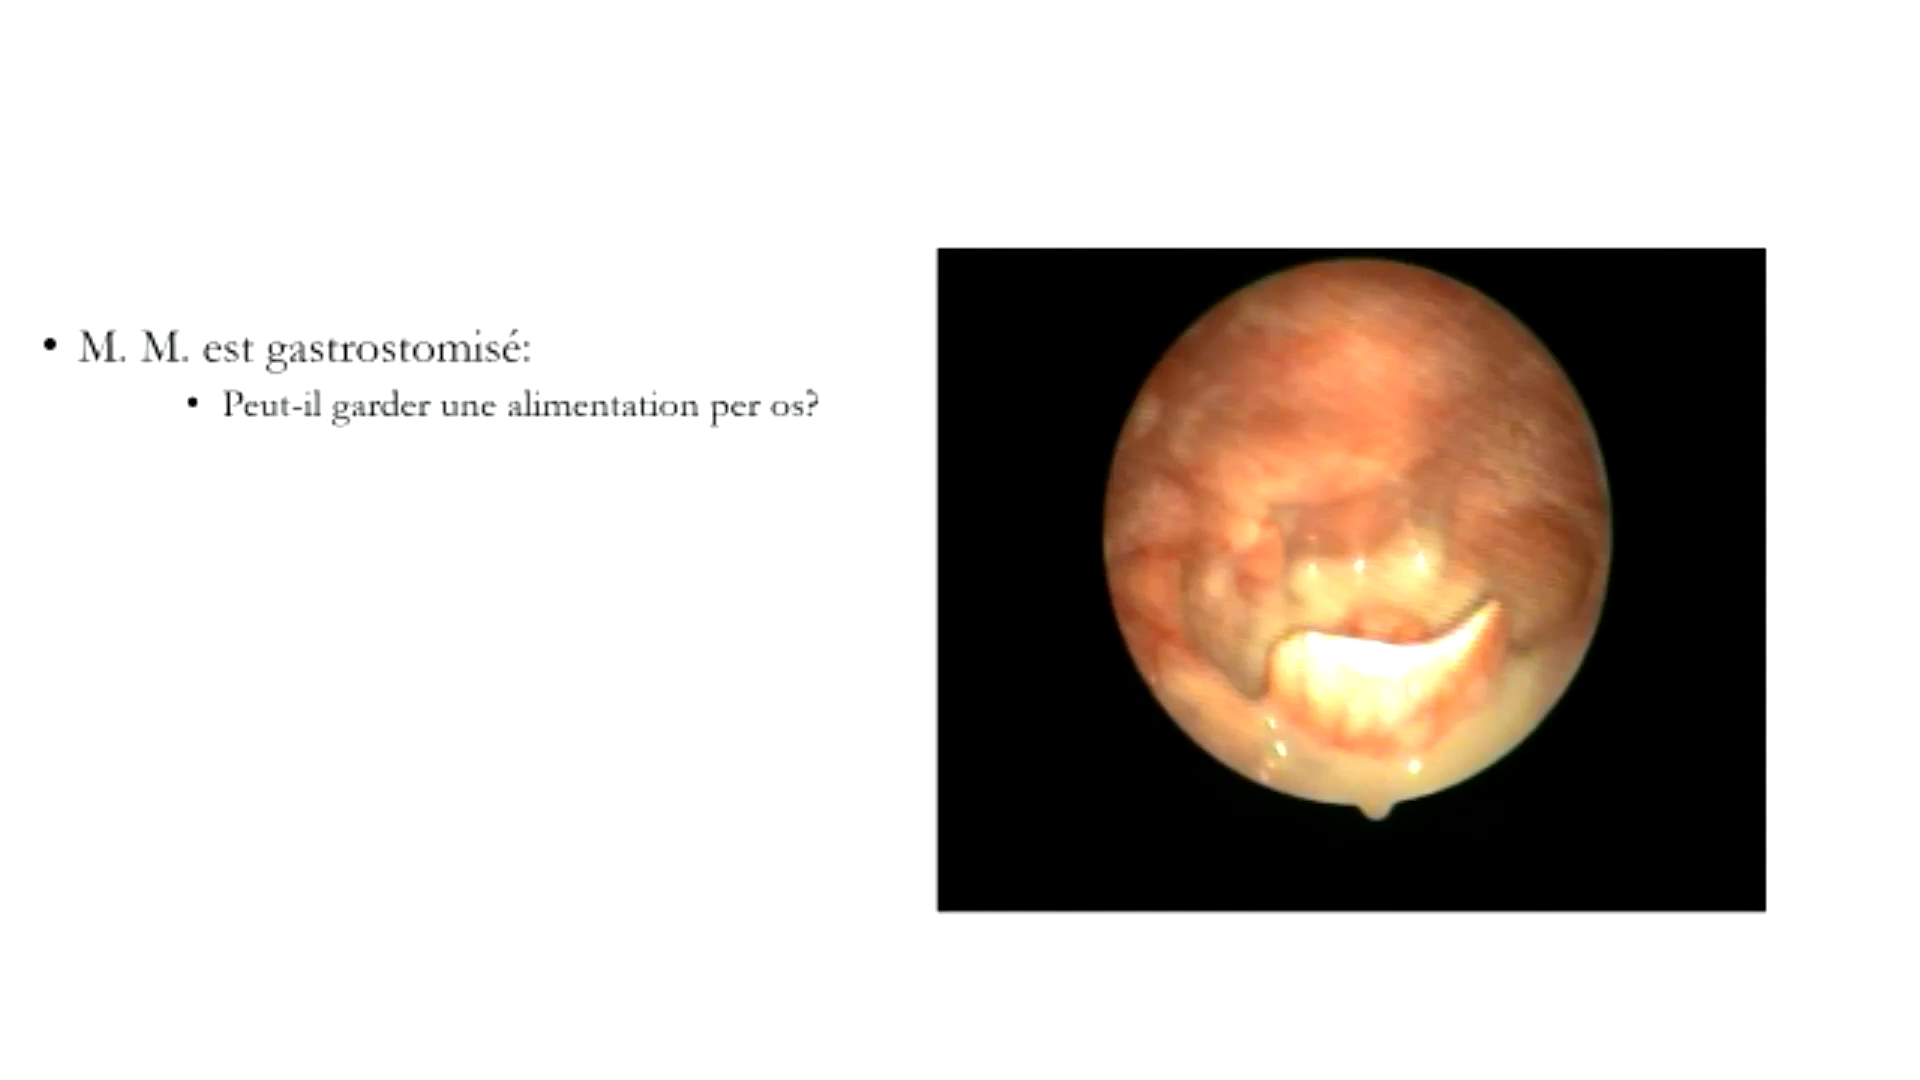 • M. M. est gastrostomisé:
• Peut-il garder une alimentation per os?